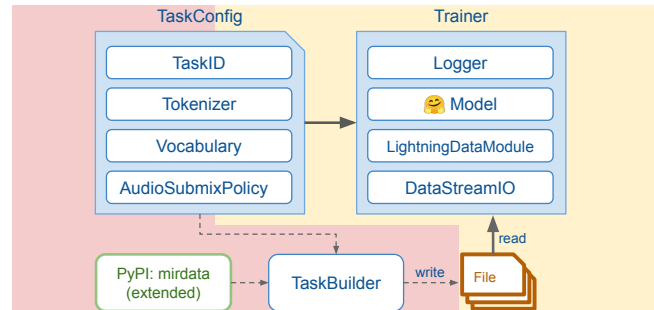 TaskConfig
TaskID
Tokenizer
Vocabulary
AudioSubmixPolicy
Trainer
Logger
🤗 Model
LightningDataModule
DataStreamIO
read
PyPI: mirdata
(extended)
TaskBuilder
write
File